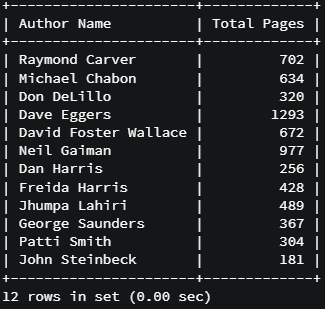 | Author Name | Total Pages |
| Raymond Carver | 702 |
| Michael Chabon | 634 |
| Don DeLillo | 320 |
| Dave Eggers | 1293 |
| David Foster Wallace | 672 |
| Neil Gaiman | 977 |
| Dan Harris | 256 |
| Freida Harris | 428 |
| Jhumpa Lahiri | 489 |
| George Saunders | 367 |
| Patti Smith | 304 |
| John Steinbeck | 181 |
12 rows in set (0.00 sec)